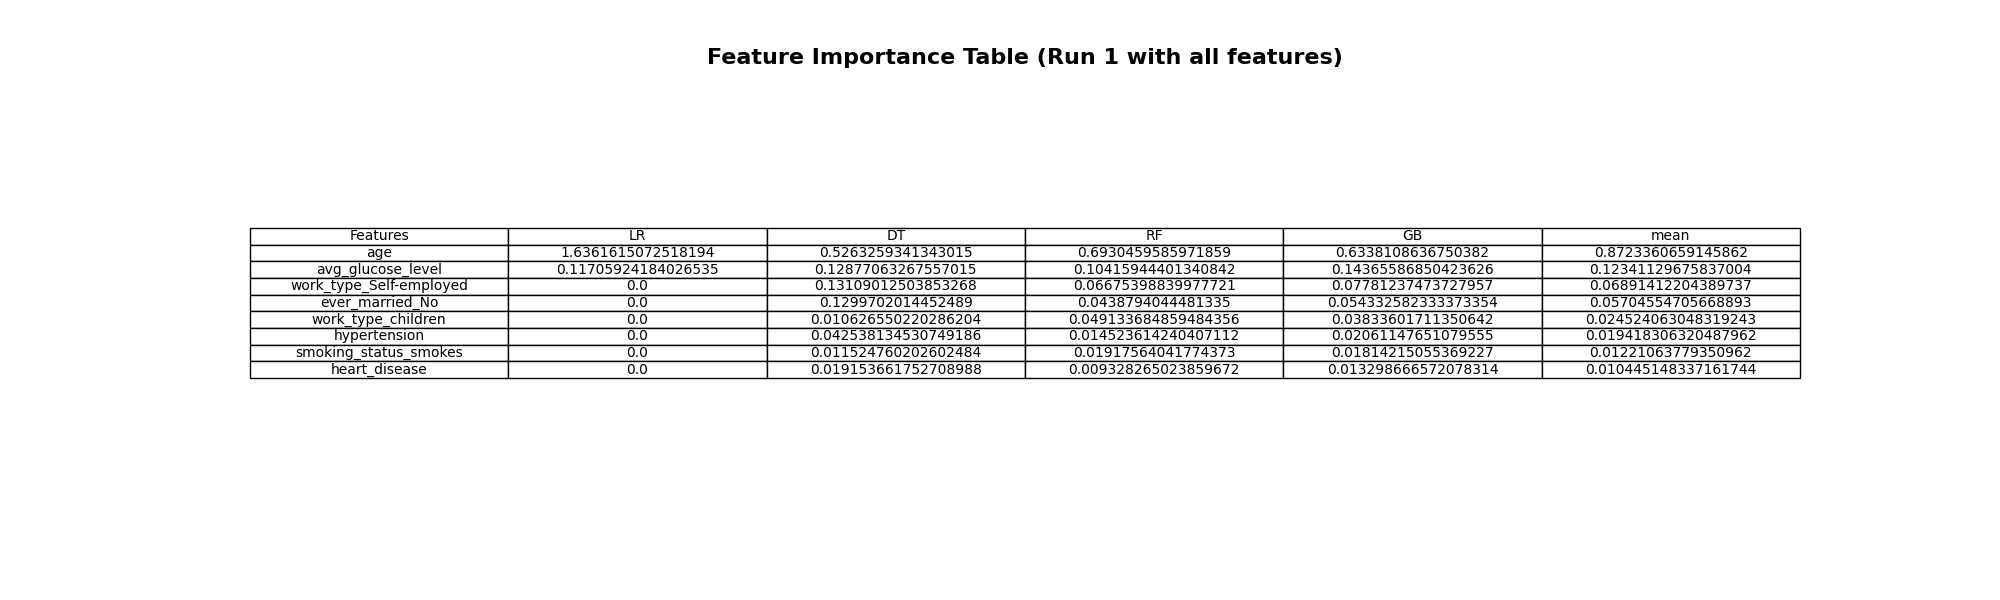 Feature Importance Table (Run 1 with all features)
Features LR DT RF GB mean
age 1.6361615072518194 0.5263259341343015 0.6930459585971859 0.6338108636750382 0.8723360659145862
avg_glucose_level 0.11705924184026535 0.12877063267557015 0.10415944401340842 0.14365586850423626 0.12341129675837004
work_type_Self-employed 0.0 0.13109012503853268 0.06675398839977721 0.07781237473727957 0.06891412204389737
ever_married_No 0.0 0.1299702014452489 0.0438794044481335 0.054332582333373354 0.05704554705668893
work_type_children 0.0 0.010626550220286204 0.049133684859484356 0.03833601711350642 0.024524063048319243
hypertension 0.0 0.042538134530749186 0.014523614240407112 0.02061147651079555 0.019418306320487962
smoking_status_smokes 0.0 0.011524760202602484 0.01917564041774373 0.01814215055369227 0.01221063779350962
heart_disease 0.0 0.019153661752708988 0.009328265023859672 0.013298666572078314 0.010445148337161744